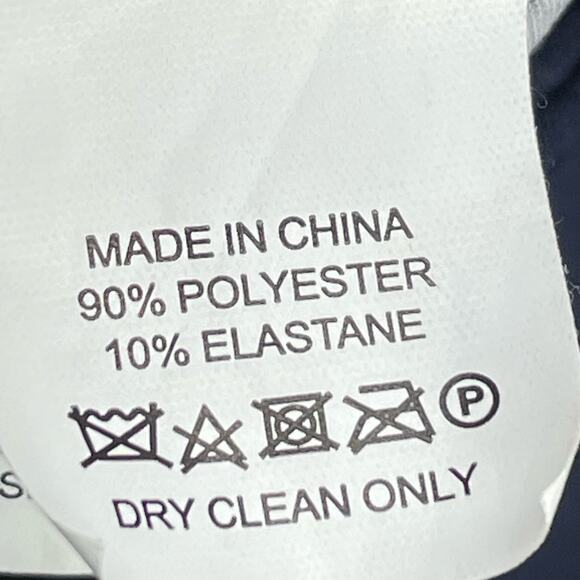 MADE IN CHINA
90% POLYESTER
10% ELASTANE
P
DRY CLEAN ONLY